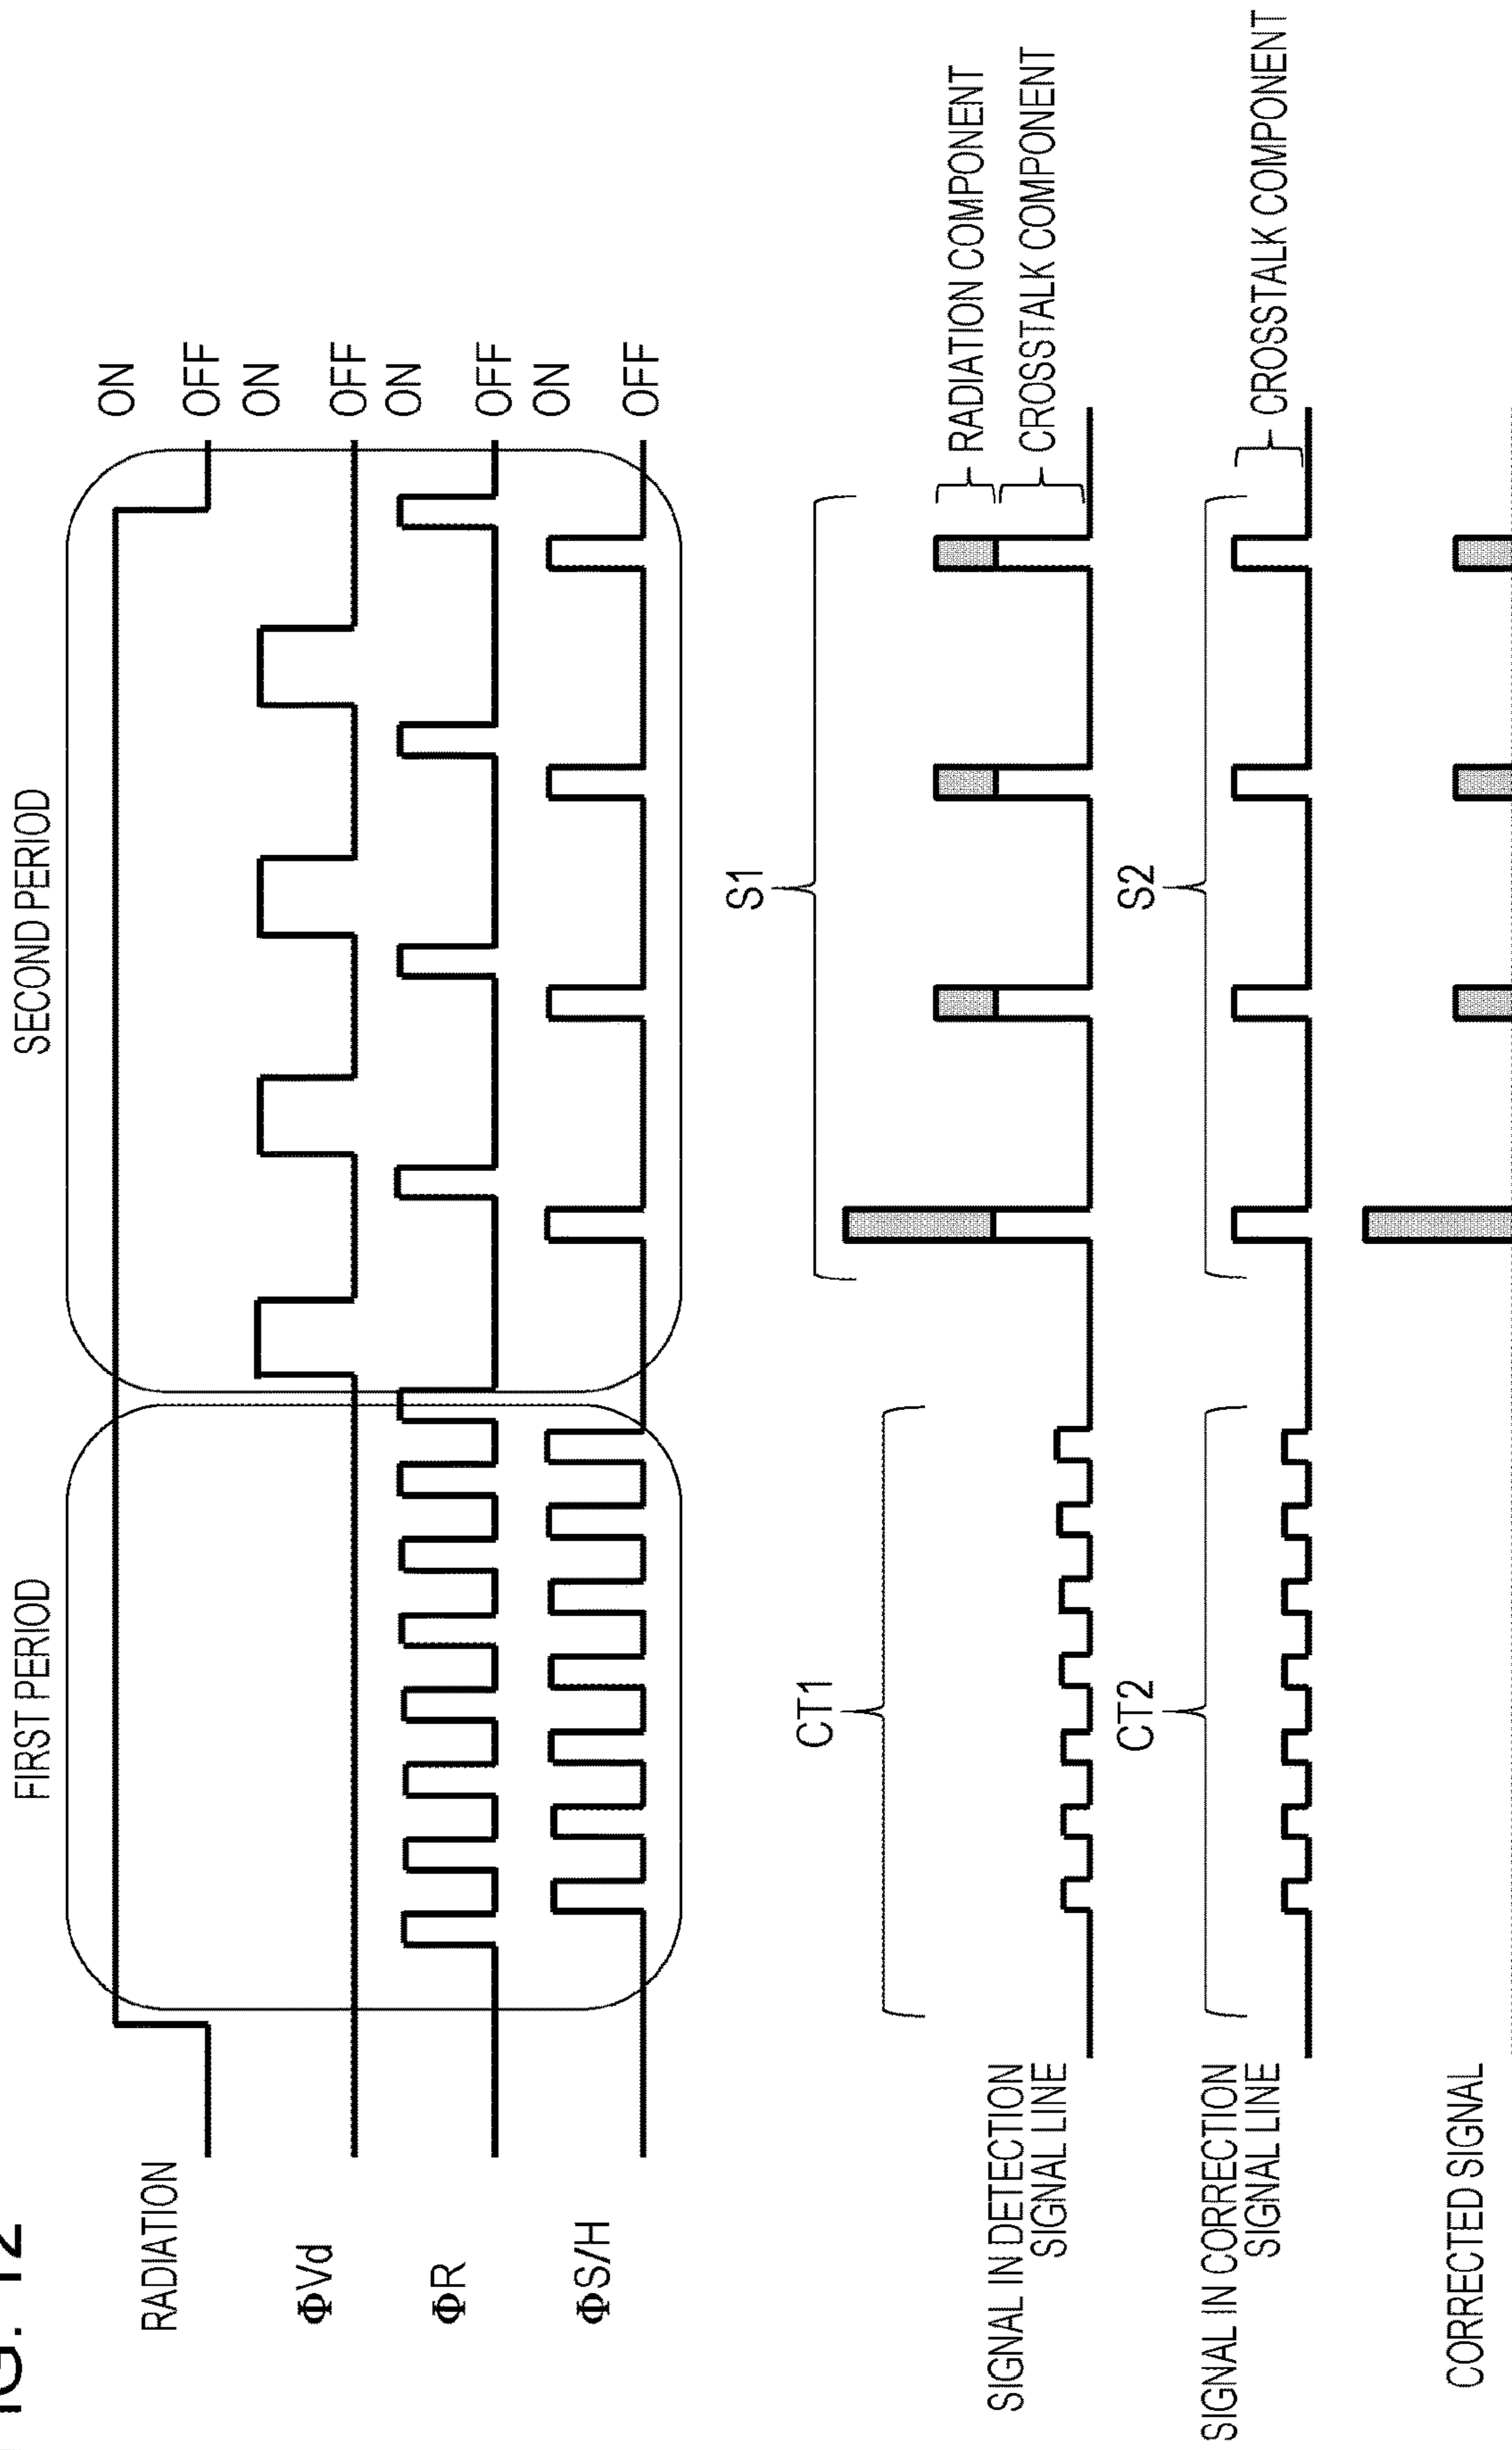 FIG. 12
FIRST PERIOD
SECOND PERIOD
RADIATION
ON
OFF
ΦVd
ON
OFF
ΦR
ON
OFF
ΦS/H
ON
OFF
CT1
S1
SIGNAL IN DETECTION
SIGNAL LINE
RADIATION COMPONENT
CROSSTALK COMPONENT
CT2
S2
SIGNAL IN CORRECTION
SIGNAL LINE
CROSSTALK COMPONENT
CORRECTED SIGNAL